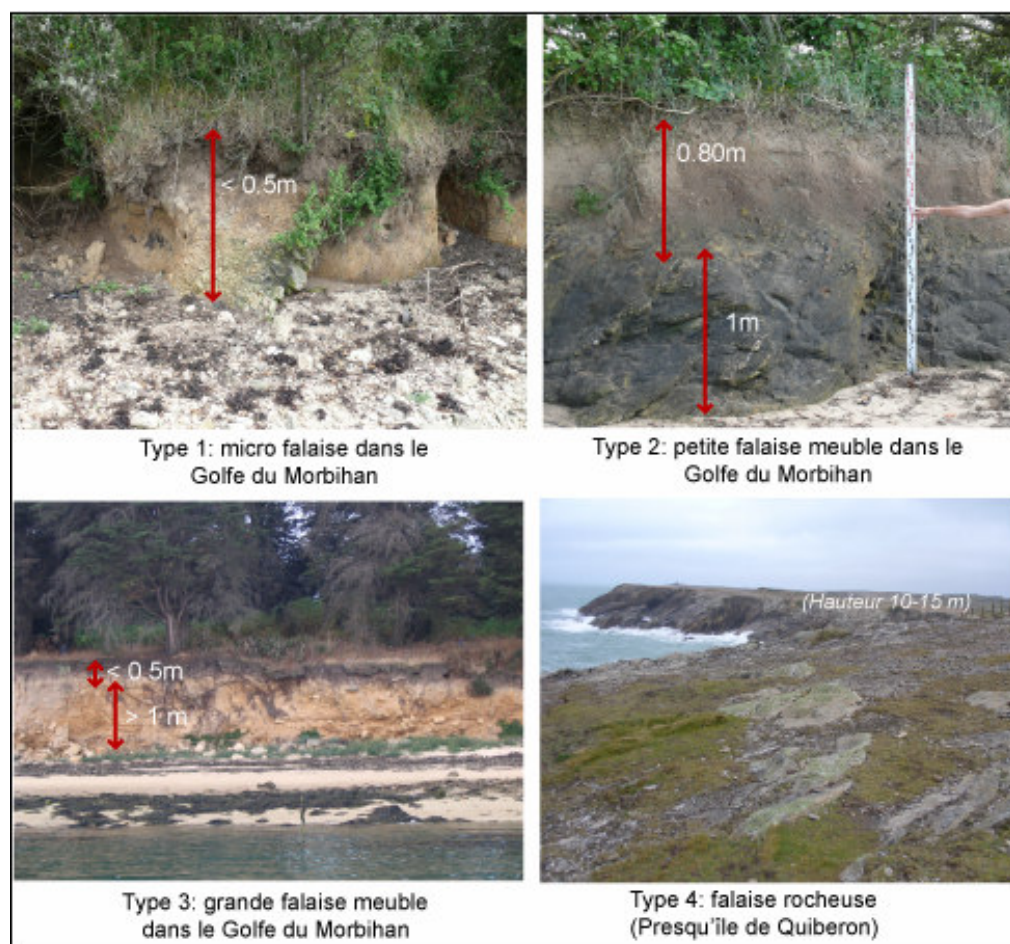 < 0.5m
0.80m
1m
Type 1: micro falaise dans le
Golfe du Morbihan
Type 2: petite falaise meuble dans le
Golfe du Morbihan
< 0.5m
> 1 m
(Hauteur 10-15 m)
Type 3: grande falaise meuble
dans le Golfe du Morbihan
Type 4: falaise rocheuse
(Presqu'île de Quiberon)